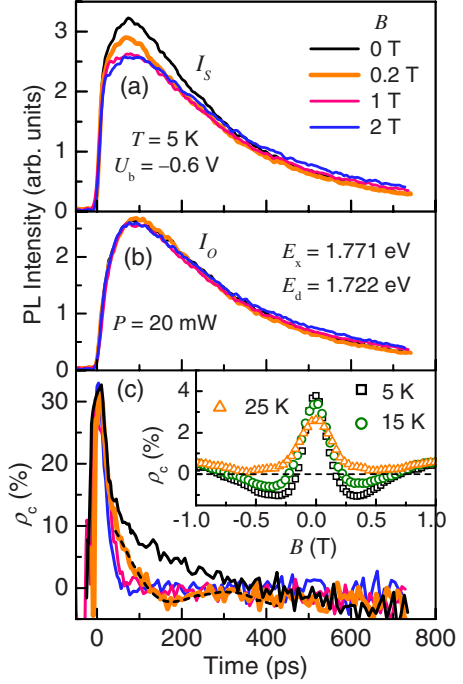 B
0 T
0.2 T
1 T
2 T
I_S
(a)
T = 5 K
U_b = –0.6 V
3
2
1
0
PL Intensity (arb. units)
I_O
(b)
E_x = 1.771 eV
E_d = 1.722 eV
P = 20 mW
2
1
0
(c)
25 K
5 K
15 K
ρ_c (%)
4
2
0
-1.0 -0.5 0.0 0.5 1.0
B (T)
ρ_c (%)
30
20
10
0
0 200 400 600 800
Time (ps)